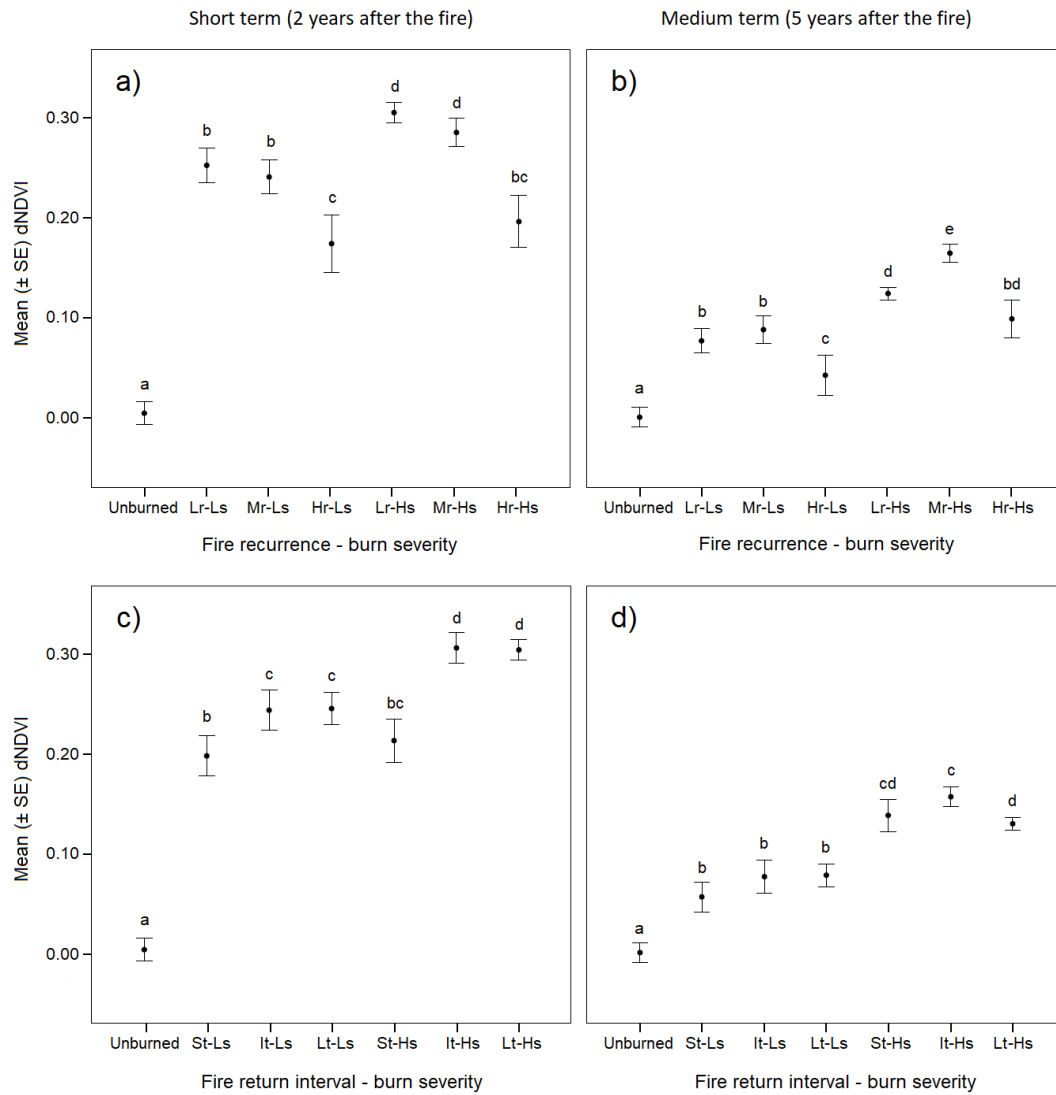 Short term (2 years after the fire)
Medium term (5 years after the fire)
a)
Mean (± SE) dNDVI
0.30
0.20
0.10
0.00
a
b
b
c
d
d
bc
Unburned Lr-Ls Mr-Ls Hr-Ls Lr-Hs Mr-Hs Hr-Hs
Fire recurrence - burn severity
b)
a
b
b
c
d
e
bd
Unburned Lr-Ls Mr-Ls Hr-Ls Lr-Hs Mr-Hs Hr-Hs
Fire recurrence - burn severity
c)
Mean (± SE) dNDVI
0.30
0.20
0.10
0.00
a
b
c
c
bc
d
d
Unburned St-Ls It-Ls Lt-Ls St-Hs It-Hs Lt-Hs
Fire return interval - burn severity
d)
a
b
b
b
cd
c
d
Unburned St-Ls It-Ls Lt-Ls St-Hs It-Hs Lt-Hs
Fire return interval - burn severity